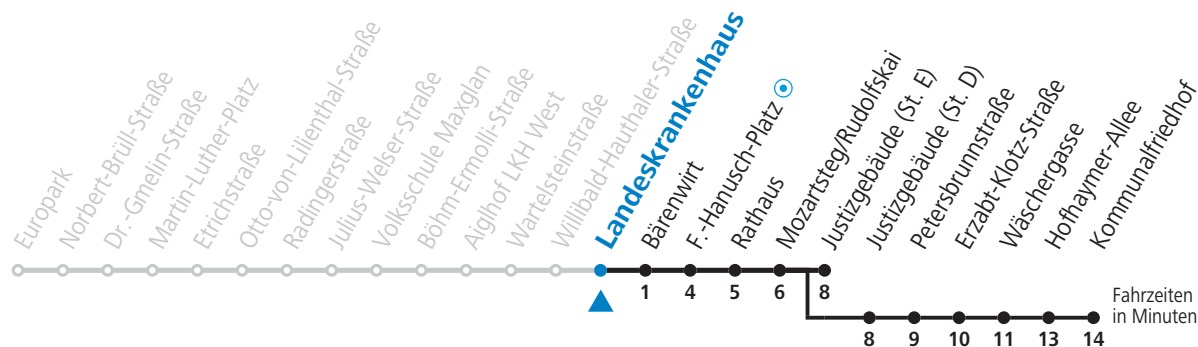 Europark
Norbert-Brüll-Straße
Dr.-Gmelin-Straße
Martin-Luther-Platz
Etrichstraße
Otto-von-Lilienthal-Straße
Radingerstraße
Julius-Welser-Straße
Volksschule Maxglan
Böhm-Ermolli-Straße
Aiglhof LKH West
Wartelsteinstraße
Willibald-Hauthaler-Straße
Landeskrankenhaus
Bärenwirt
F.-Hanusch-Platz
Rathaus
Mozartsteg/Rudolfskai
Justizgebäude (St. E)
Justizgebäude (St. D)
Petersbrunnstraße
Erzabt-Klotz-Straße
Wäschergasse
Hofhaymer-Allee
Kommunalfriedhof
1 4 5 6 8
8 9 10 11 13 14
Fahrzeiten
in Minuten